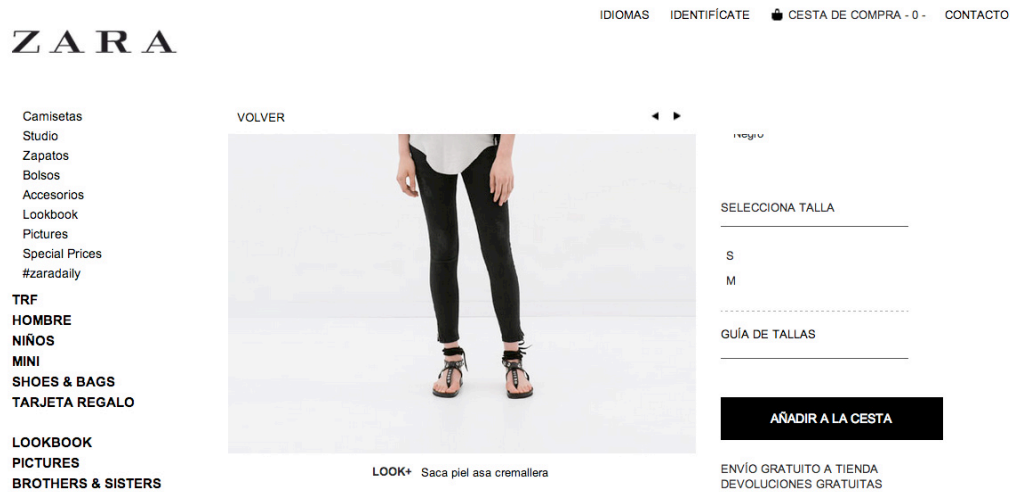 IDIOMAS IDENTIFÍCATE CESTA DE COMPRA - 0 - CONTACTO
ZARA
Camisetas
Studio
Zapatos
Bolsos
Accesorios
Lookbook
Pictures
Special Prices
#zaradaily
TRF
HOMBRE
NIÑOS
MINI
SHOES & BAGS
TARJETA REGALO
LOOKBOOK
PICTURES
BROTHERS & SISTERS
VOLVER
LOOK+ Saca piel asa cremallera
Negro
SELECCIONA TALLA
S
M
GUÍA DE TALLAS
AÑADIR A LA CESTA
ENVÍO GRATUITO A TIENDA
DEVOLUCIONES GRATUITAS